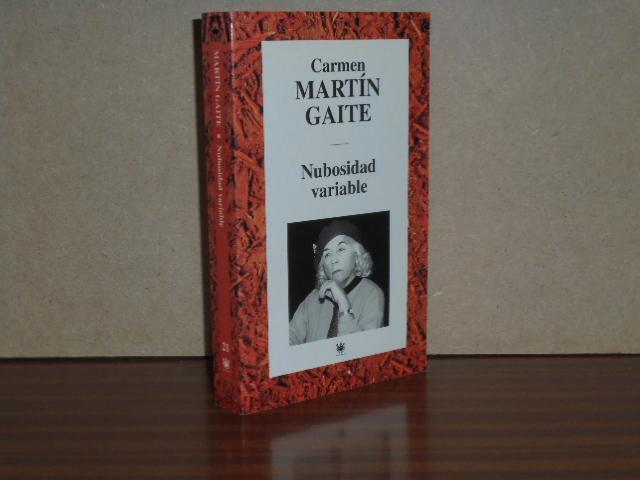 Carmen
MARTÍN
GAITE
Nubosidad
variable
MARTÍN GAITE Nubosidad variable